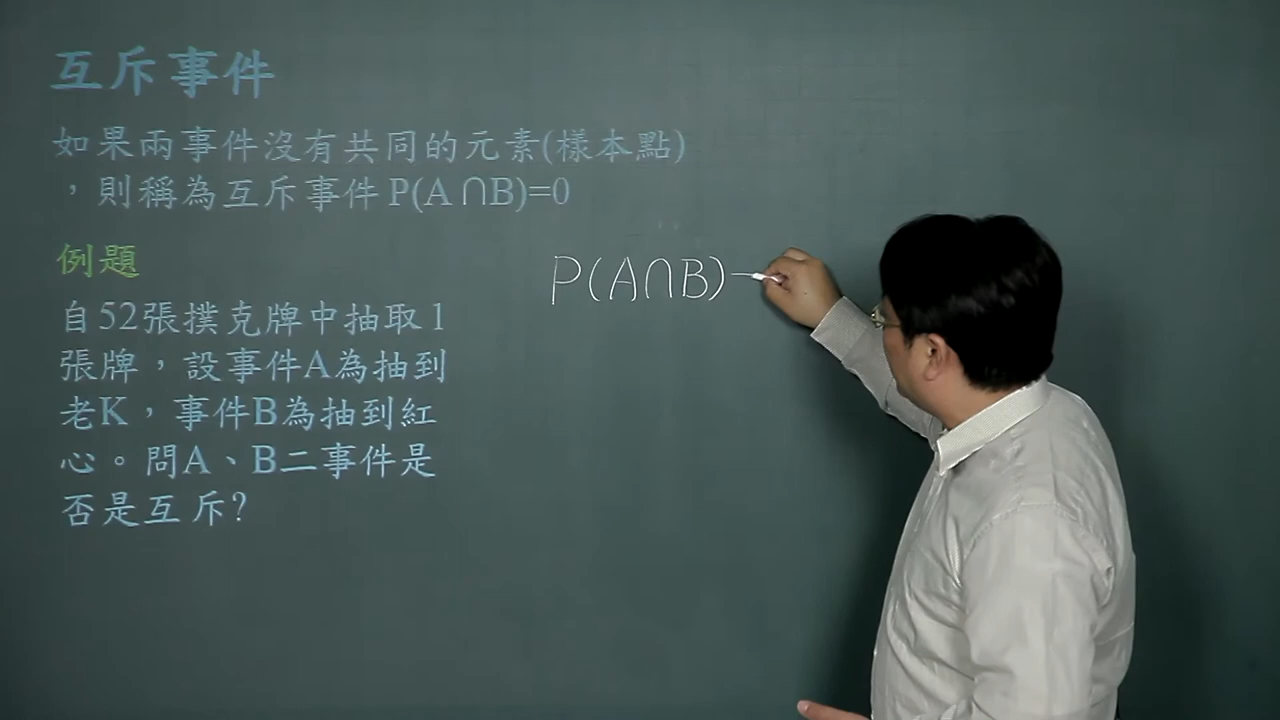 互斥事件
如果兩事件沒有共同的元素(樣本點)
，則稱為互斥事件P(A∩B)=0
例題
P(A∩B)
自52張撲克牌中抽取1
張牌，設事件A為抽到
老K，事件B為抽到紅
心。問A、B二事件是
否是互斥?